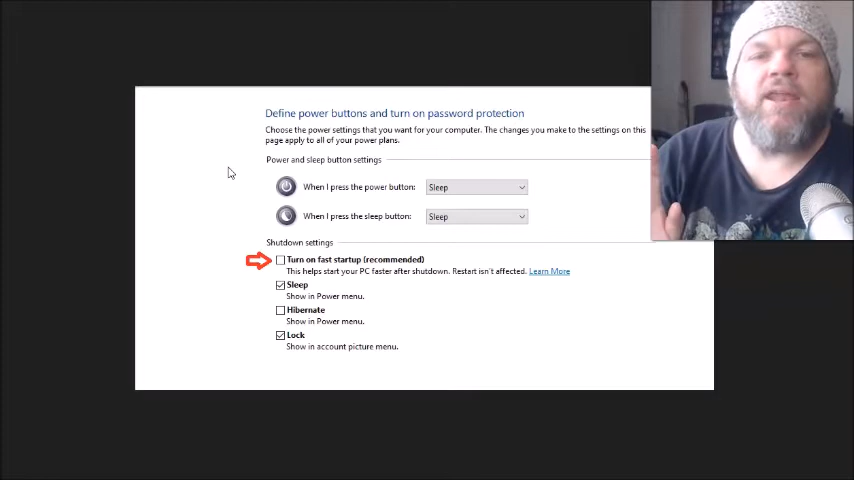 Define power buttons and turn on password protection
Choose the power settings that you want for your computer. The changes you make to the settings on this
page apply to all of your power plans.
Power and sleep button settings
When I press the power button: Sleep
When I press the sleep button: Sleep
Shutdown settings
Turn on fast startup (recommended)
This helps start your PC faster after shutdown. Restart isn't affected. Learn More
Sleep
Show in Power menu.
Hibernate
Show in Power menu.
Lock
Show in account picture menu.